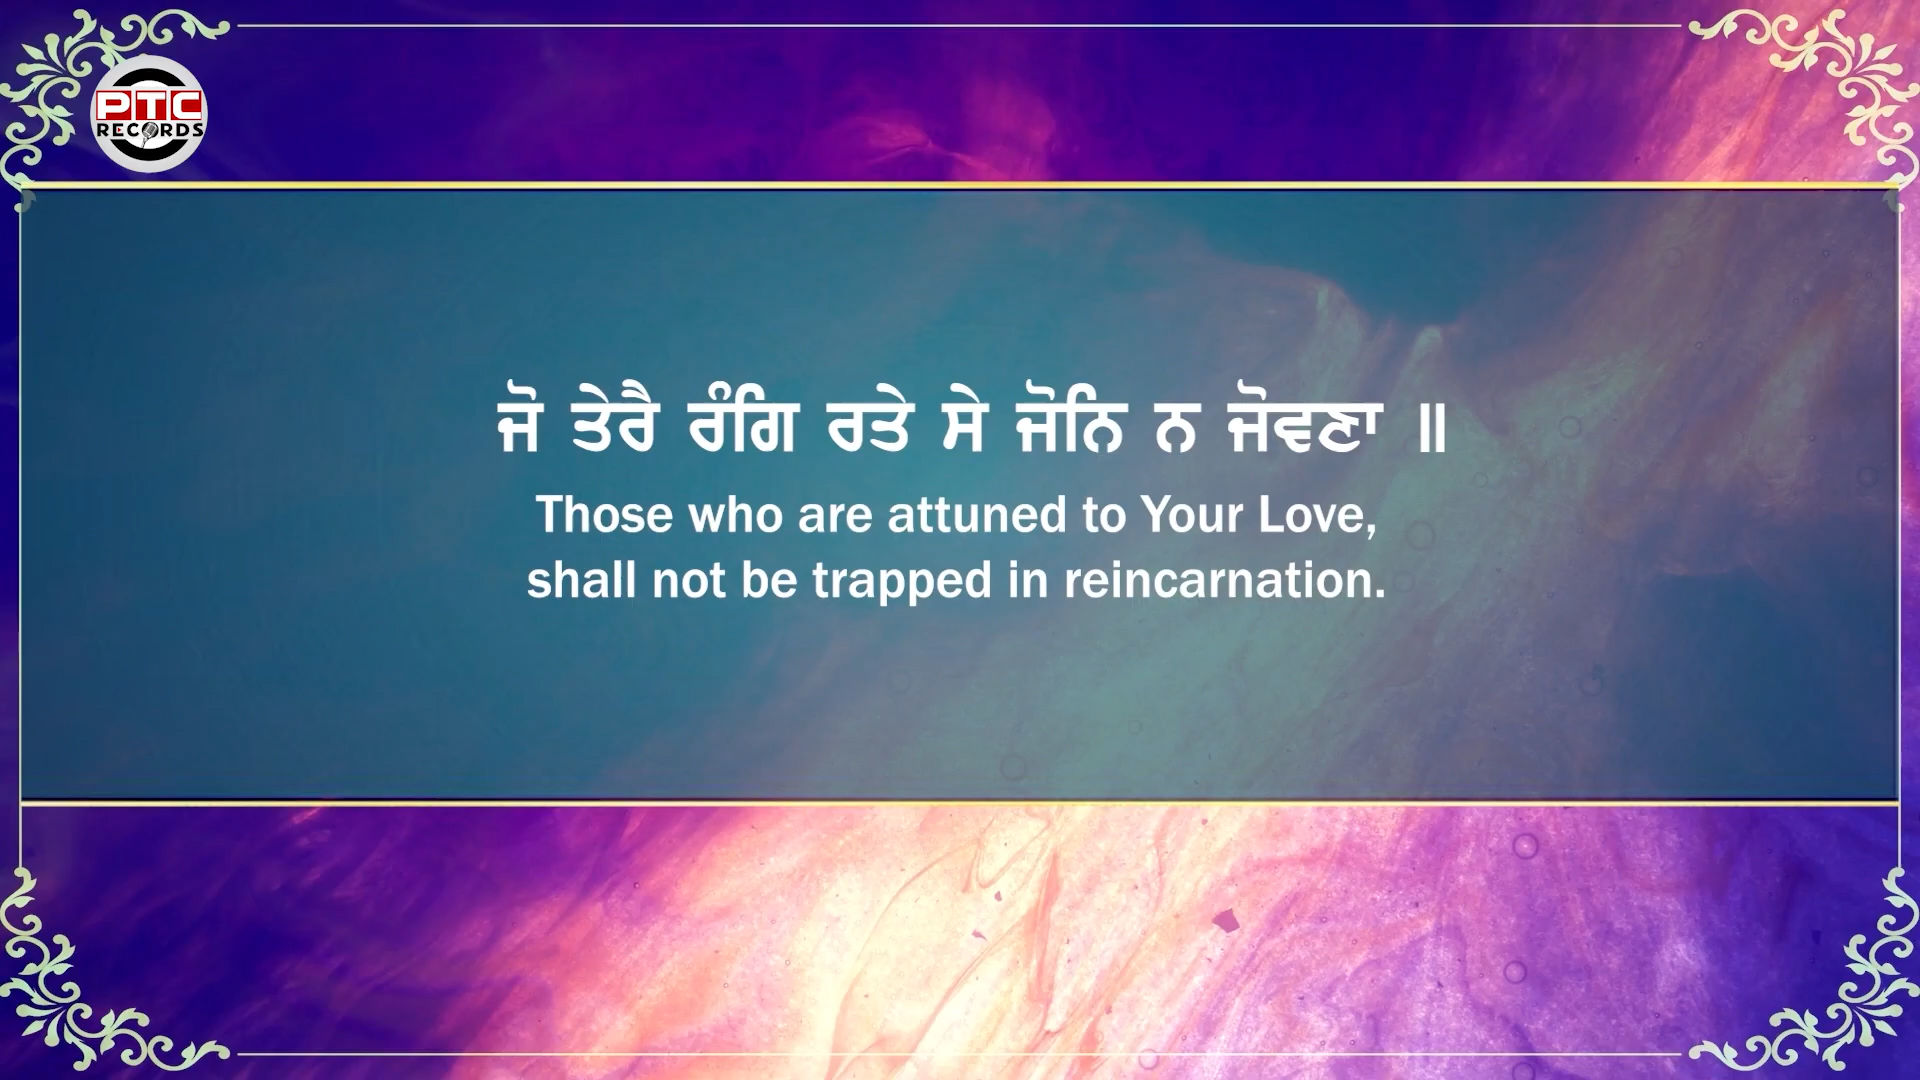 PTC
RECORDS
ਜੋ ਤੇਰੈ ਰੰਗਿ ਰਤੇ ਸੇ ਜੋਨਿ ਨ ਜੋਵਣਾ ॥
Those who are attuned to Your Love,
shall not be trapped in reincarnation.